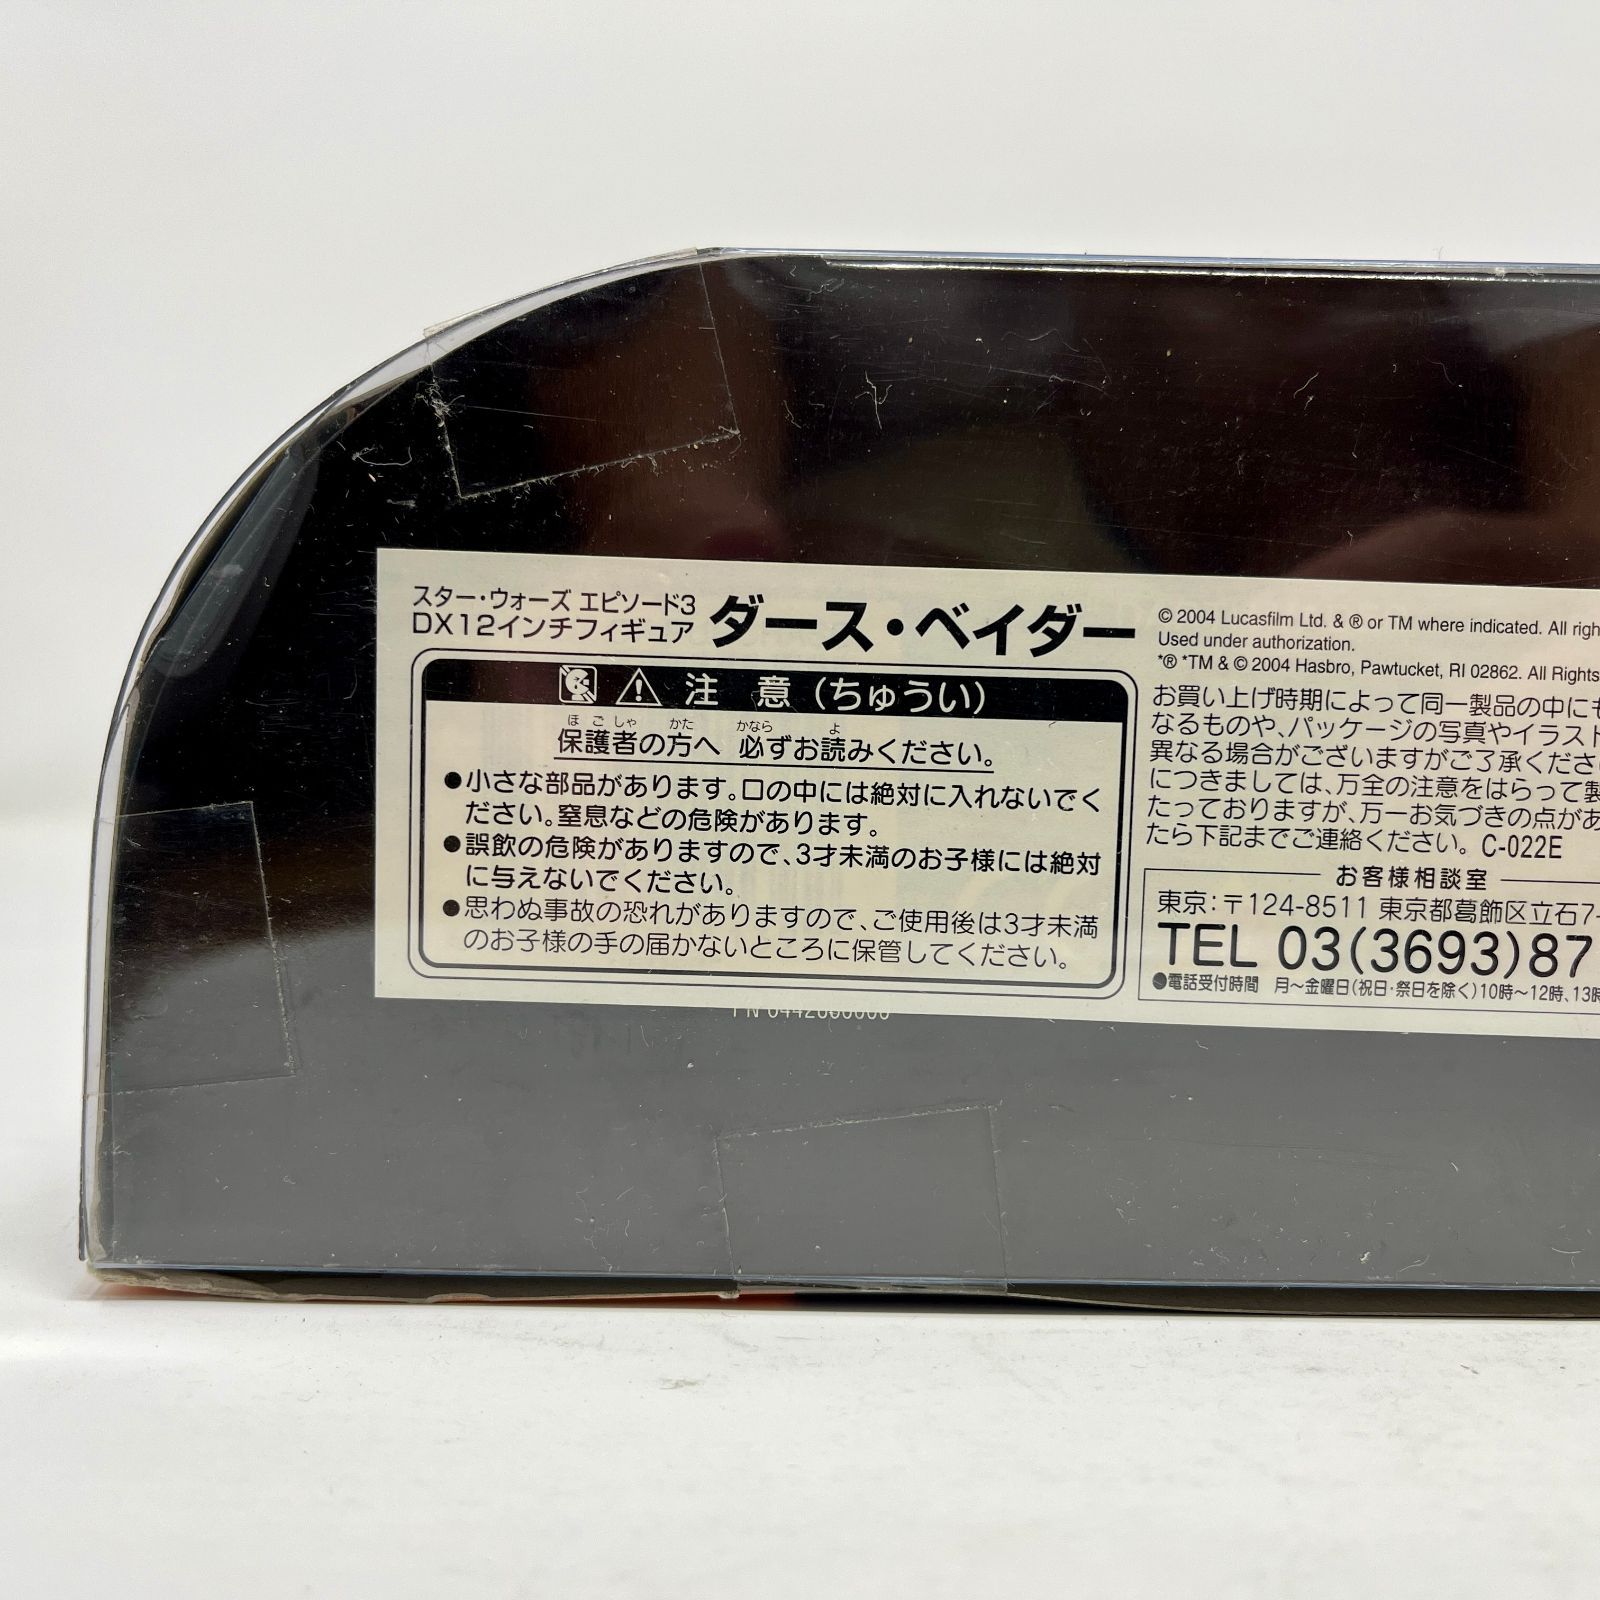 スター・ウォーズ エピソード3
DX12インチフィギュア
ダース・ベイダー
注 意（ちゅうい）
ほごしゃ かた かなら よ
保護者の方へ 必ずお読みください。
●小さな部品があります。口の中には絶対に入れないでく
ださい。窒息などの危険があります。
●誤飲の危険がありますので、3才未満のお子様には絶対
に与えないでください。
●思わぬ事故の恐れがありますので、ご使用後は3才未満
のお子様の手の届かないところに保管してください。
© 2004 Lucasfilm Ltd. & ® or TM where indicated. All
Used under authorization.
*® *TM & © 2004 Hasbro, Pawtucket, RI 02862. All Rights
お買い上げ時期によって同一製品の中にも
なるものや、パッケージの写真やイラスト
異なる場合がございますがご了承くださ
につきましては、万全の注意をはらって製
たっておりますが、万一お気づきの点があ
たら下記までご連絡ください。C-022E
お客様相談室
東京：〒124-8511 東京都葛飾区立石7-
TEL 03(3693)87
●電話受付時間 月～金曜日(祝日・祭日を除く)10時～12時、13時